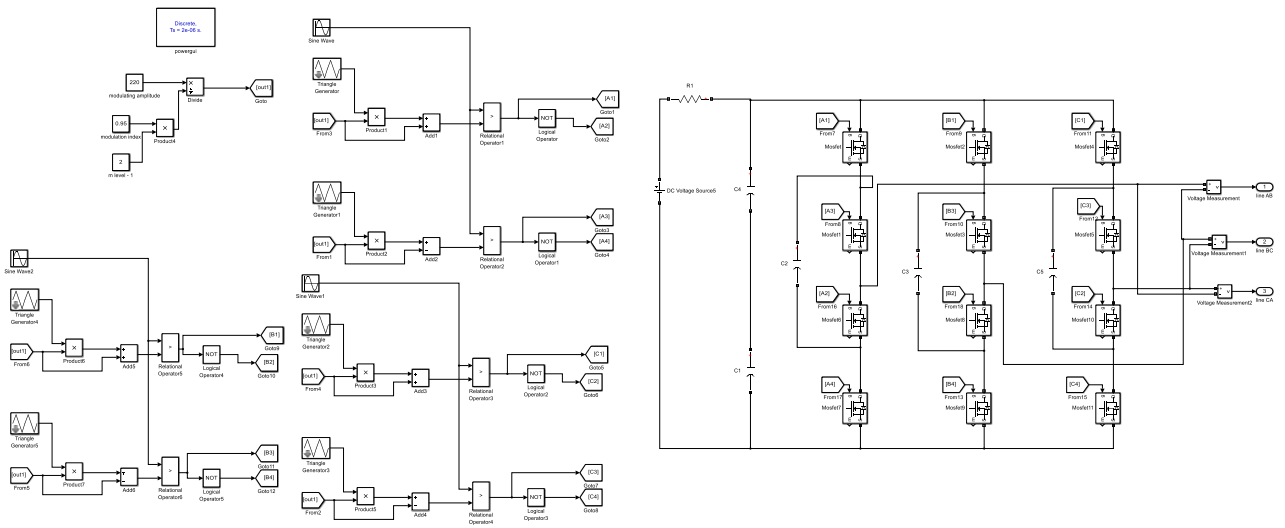 Discrete,
Ts = 2e-06 s.
powergui
220
modulating amplitude
×
÷
Divide
[out1]
Goto
0.95
modulation index
×
Product4
2
m level - 1
Sine Wave
Triangle
Generator
[out1]
From3
×
Product1
+
+
Add1
>
Relational
Operator1
NOT
Logical
Operator
[A1]
Goto1
[A2]
Goto2
Triangle
Generator1
[out1]
From1
×
Product2
+
−
Add2
>
Relational
Operator2
NOT
Logical
Operator1
[A3]
Goto3
[A4]
Goto4
Sine Wave2
Triangle
Generator4
[out1]
From6
×
Product6
+
+
Add5
>
Relational
Operator5
NOT
Logical
Operator4
[B1]
Goto9
[B2]
Goto10
Triangle
Generator5
[out1]
From5
×
Product7
Add6
>
Relational
Operator6
NOT
Logical
Operator5
[B3]
Goto11
[B4]
Goto12
Sine Wave1
Triangle
Generator2
[out1]
From4
×
Product3
+
+
Add3
>
Relational
Operator3
NOT
Logical
Operator2
[C1]
Goto5
[C2]
Goto6
Triangle
Generator3
[out1]
From2
×
Product5
+
−
Add4
>
Relational
Operator4
NOT
Logical
Operator3
[C3]
Goto7
[C4]
Goto8
R1
DC Voltage Source5
C4
C1
C2
C3
C5
[A1]
From7
Mosfet
[B1]
From9
Mosfet2
[C1]
From11
Mosfet4
[A3]
From8
Mosfet1
[B3]
From10
Mosfet3
[C3]
Mosfet5
[A2]
From16
Mosfet6
[B2]
From18
Mosfet8
[C2]
From14
Mosfet10
[A4]
From17
Mosfet7
[B4]
From13
Mosfet9
[C4]
From15
Mosfet11
v
Voltage Measurement
1
line AB
v
Voltage Measurement1
2
line BC
v
Voltage Measurement2
3
line CA